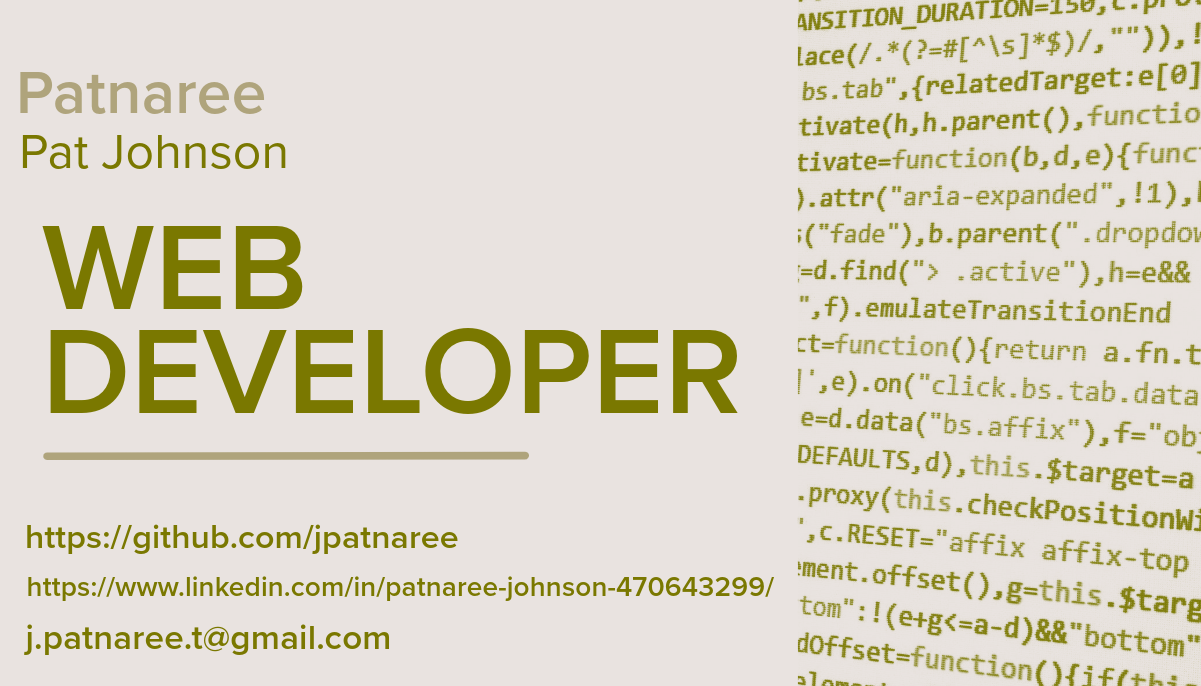 Patnaree
Pat Johnson
WEB
DEVELOPER
https://github.com/jpatnaree
https://www.linkedin.com/in/patnaree-johnson-470643299/
j.patnaree.t@gmail.com
ANSITION_DURATION=150,c.pro
lace(/.*(?=#[^\s]*$)/,"")),!
bs.tab",{relatedTarget:e[0]
tivate(h,h.parent(),functio
tivate=function(b,d,e){func
).attr("aria-expanded",!1),
("fade"),b.parent(".dropdow
=d.find("> .active"),h=e&&
",f).emulateTransitionEnd
ct=function(){return a.fn.t
|',e).on("click.bs.tab.data
e=d.data("bs.affix"),f="ob
DEFAULTS,d),this.$target=a
.proxy(this.checkPositionWi
',c.RESET="affix affix-top
ement.offset(),g=this.$targ
tom":!(e+g<=a-d)&&"bottom"
dOffset=function(){if(this